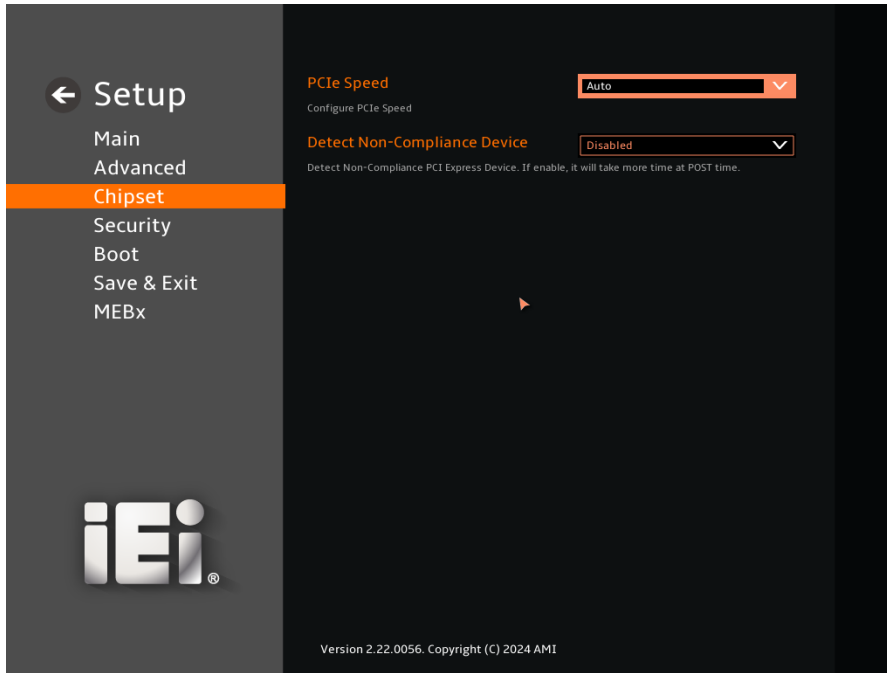 Setup
Main
Advanced
Chipset
Security
Boot
Save & Exit
MEBx
iEi®
PCIe Speed
Auto
Configure PCIe Speed
Detect Non-Compliance Device
Disabled
Detect Non-Compliance PCI Express Device. If enable, it will take more time at POST time.
Version 2.22.0056. Copyright (C) 2024 AMI